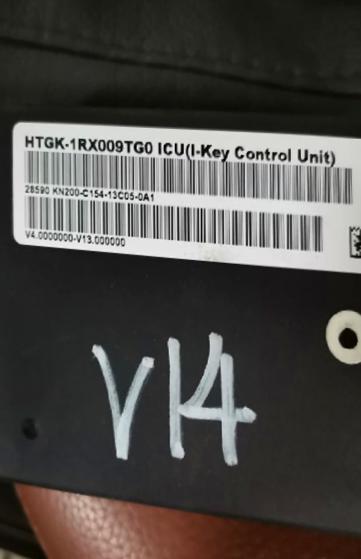 HTGK-1RX009TG0 ICU(I-Key Control Unit)
28590 KN200-C154-13C05-0A1
V4.0000000-V13.000000
V14